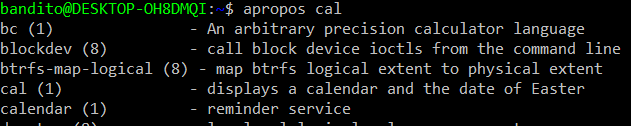 bandito@DESKTOP-OH8DMQI:~$ apropos cal
bc (1)               - An arbitrary precision calculator language
blockdev (8)         - call block device ioctls from the command line
btrfs-map-logical (8) - map btrfs logical extent to physical extent
cal (1)              - displays a calendar and the date of Easter
calendar (1)         - reminder service